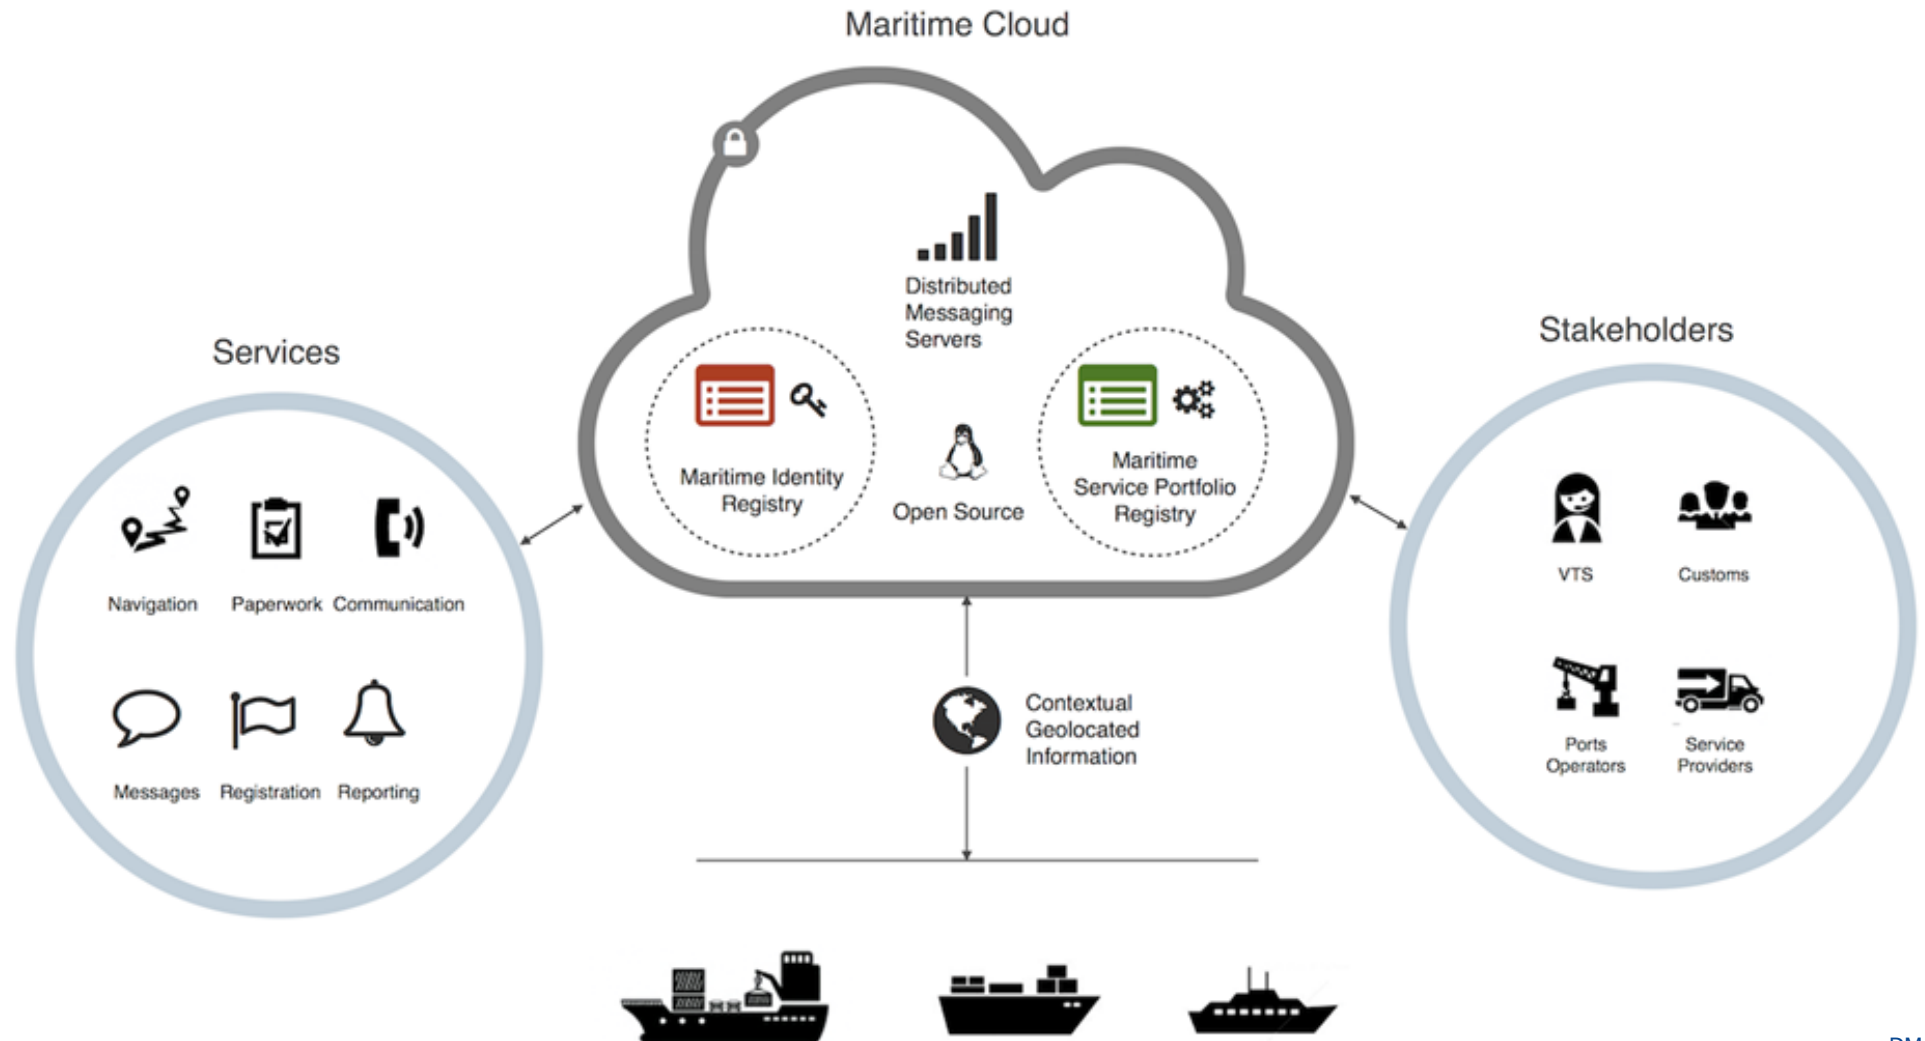 Maritime Cloud
Distributed
Messaging
Servers
Services
Stakeholders
Maritime Identity
Registry
Open Source
Maritime
Service Portfolio
Registry
Navigation
Paperwork
Communication
Messages
Registration
Reporting
VTS
Customs
Ports
Operators
Service
Providers
Contextual
Geolocated
Information